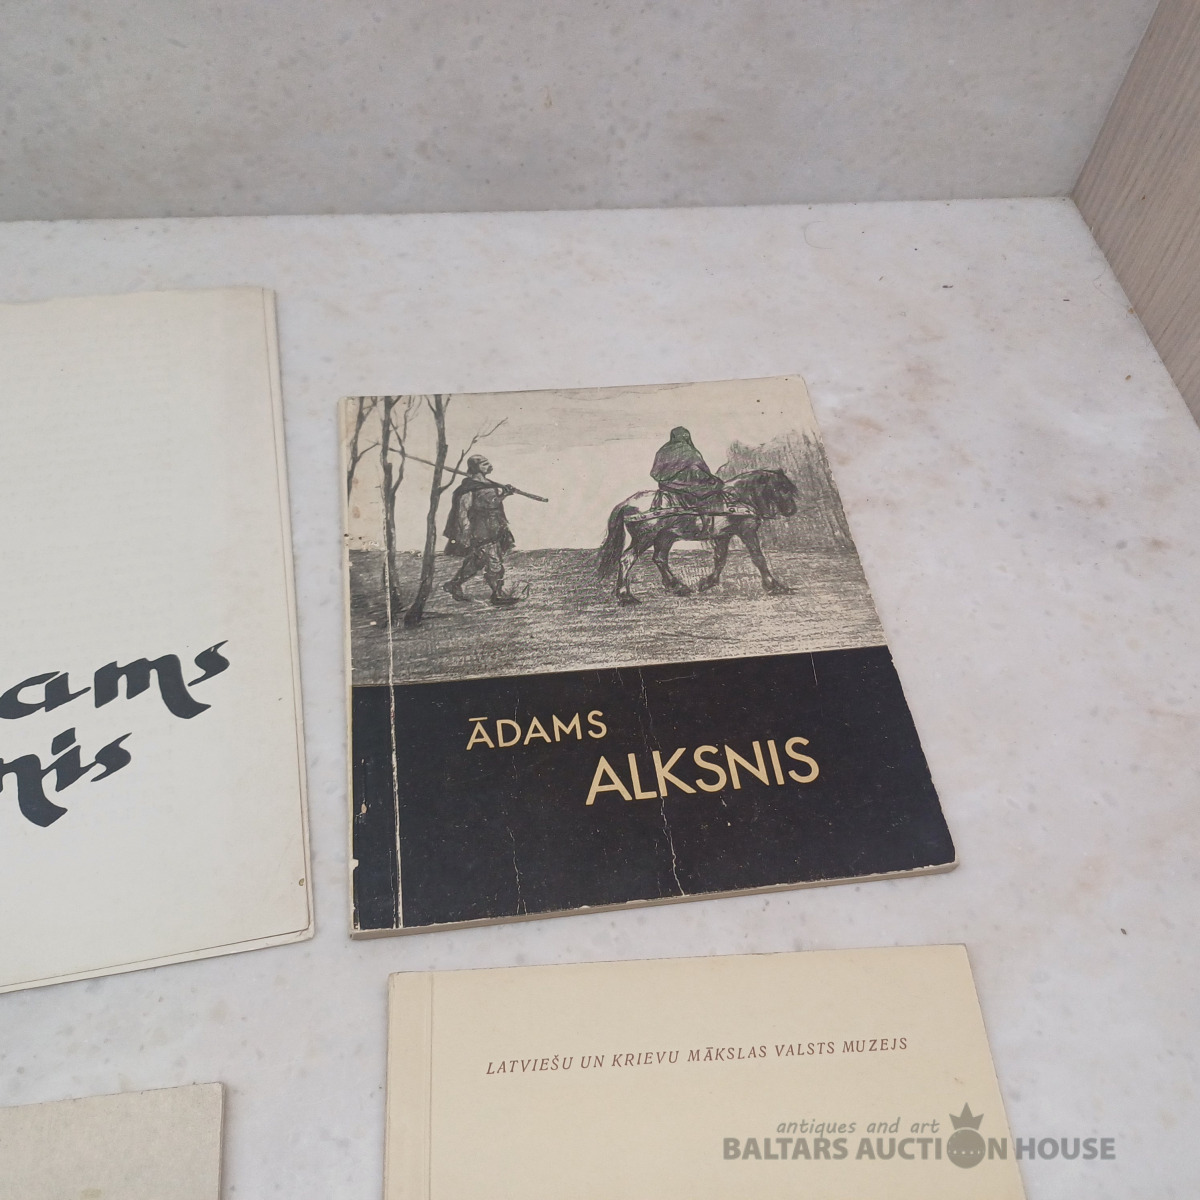 ams
nis
ĀDAMS
ALKSNIS
LATVIEŠU UN KRIEVU MĀKSLAS VALSTS MUZEJS
antiques and art
BALTARS AUCTION HOUSE